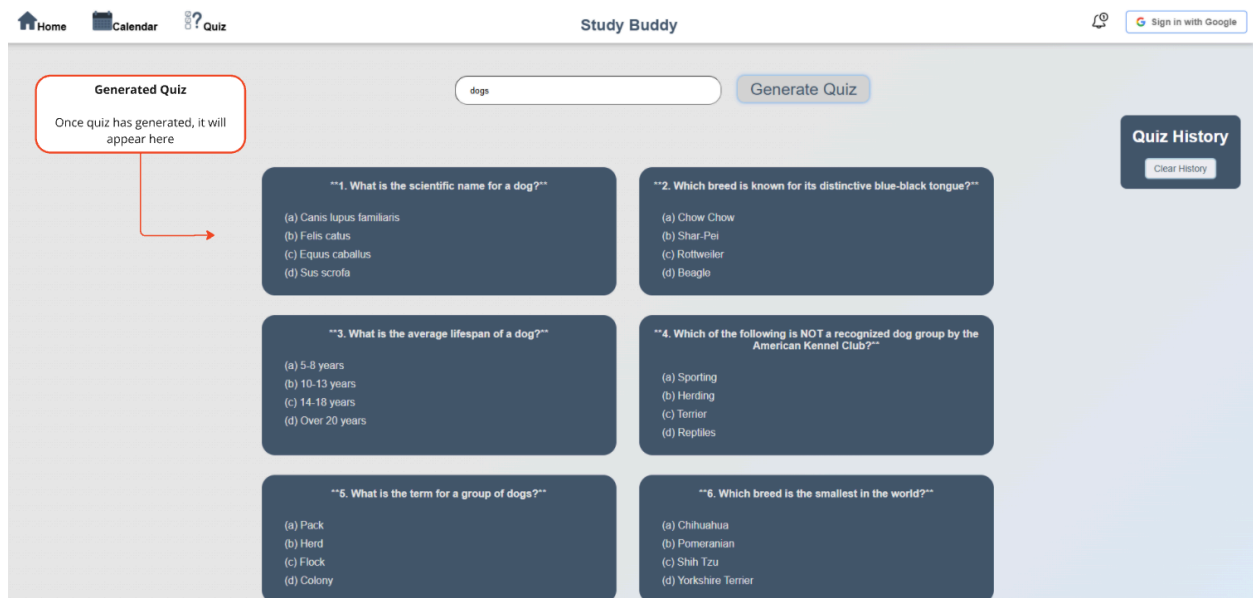 Home
Calendar
? Quiz
Study Buddy
Sign in with Google
Generated Quiz
Once quiz has generated, it will
appear here
dogs
Generate Quiz
Quiz History
Clear History
**1. What is the scientific name for a dog?**
(a) Canis lupus familiaris
(b) Felis catus
(c) Equus caballus
(d) Sus scrofa
**2. Which breed is known for its distinctive blue-black tongue?**
(a) Chow Chow
(b) Shar-Pei
(c) Rottweiler
(d) Beagle
**3. What is the average lifespan of a dog?**
(a) 5-8 years
(b) 10-13 years
(c) 14-18 years
(d) Over 20 years
**4. Which of the following is NOT a recognized dog group by the
American Kennel Club?**
(a) Sporting
(b) Herding
(c) Terrier
(d) Reptiles
**5. What is the term for a group of dogs?**
(a) Pack
(b) Herd
(c) Flock
(d) Colony
**6. Which breed is the smallest in the world?**
(a) Chihuahua
(b) Pomeranian
(c) Shih Tzu
(d) Yorkshire Terrier